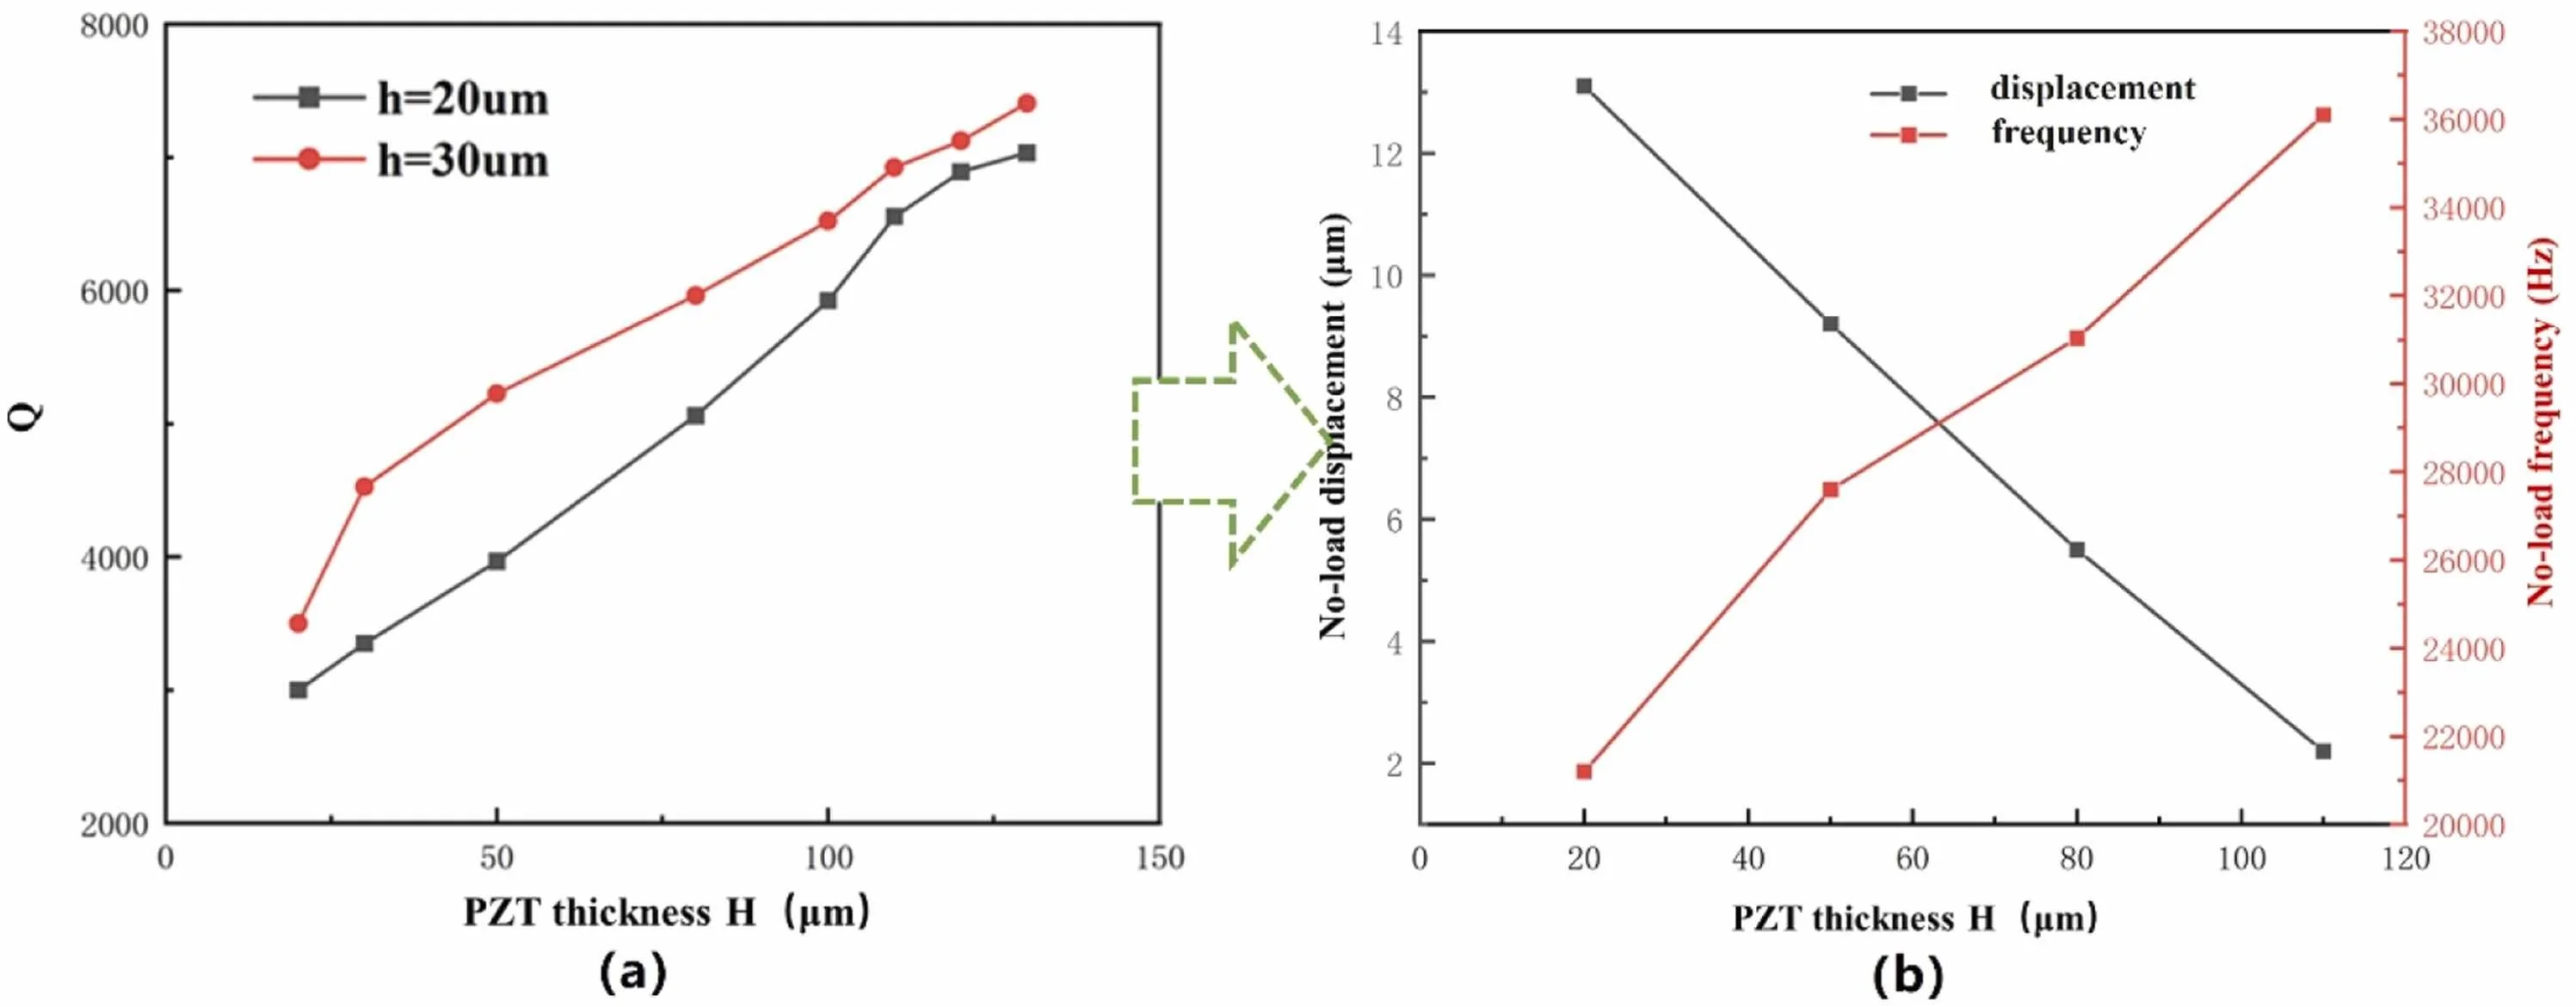 8000
6000
4000
2000
Q
h=20um
h=30um
0 50 100 150
PZT thickness H (μm)
(a)
14
12
10
8
6
4
2
No-load displacement (μm)
displacement
frequency
38000
36000
34000
32000
30000
28000
26000
24000
22000
20000
No-load frequency (Hz)
0 20 40 60 80 100 120
PZT thickness H (μm)
(b)